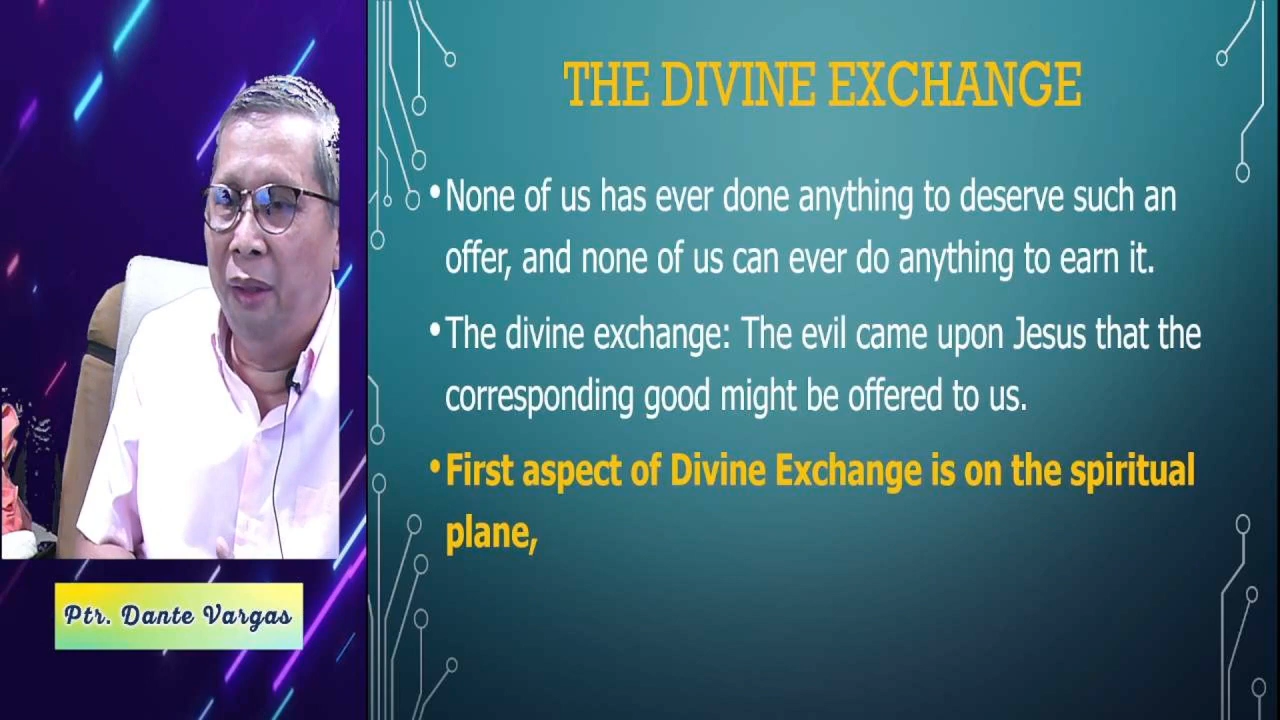 THE DIVINE EXCHANGE
•None of us has ever done anything to deserve such an
offer, and none of us can ever do anything to earn it.
•The divine exchange: The evil came upon Jesus that the
corresponding good might be offered to us.
•First aspect of Divine Exchange is on the spiritual
plane,
Ptr. Dante Vargas